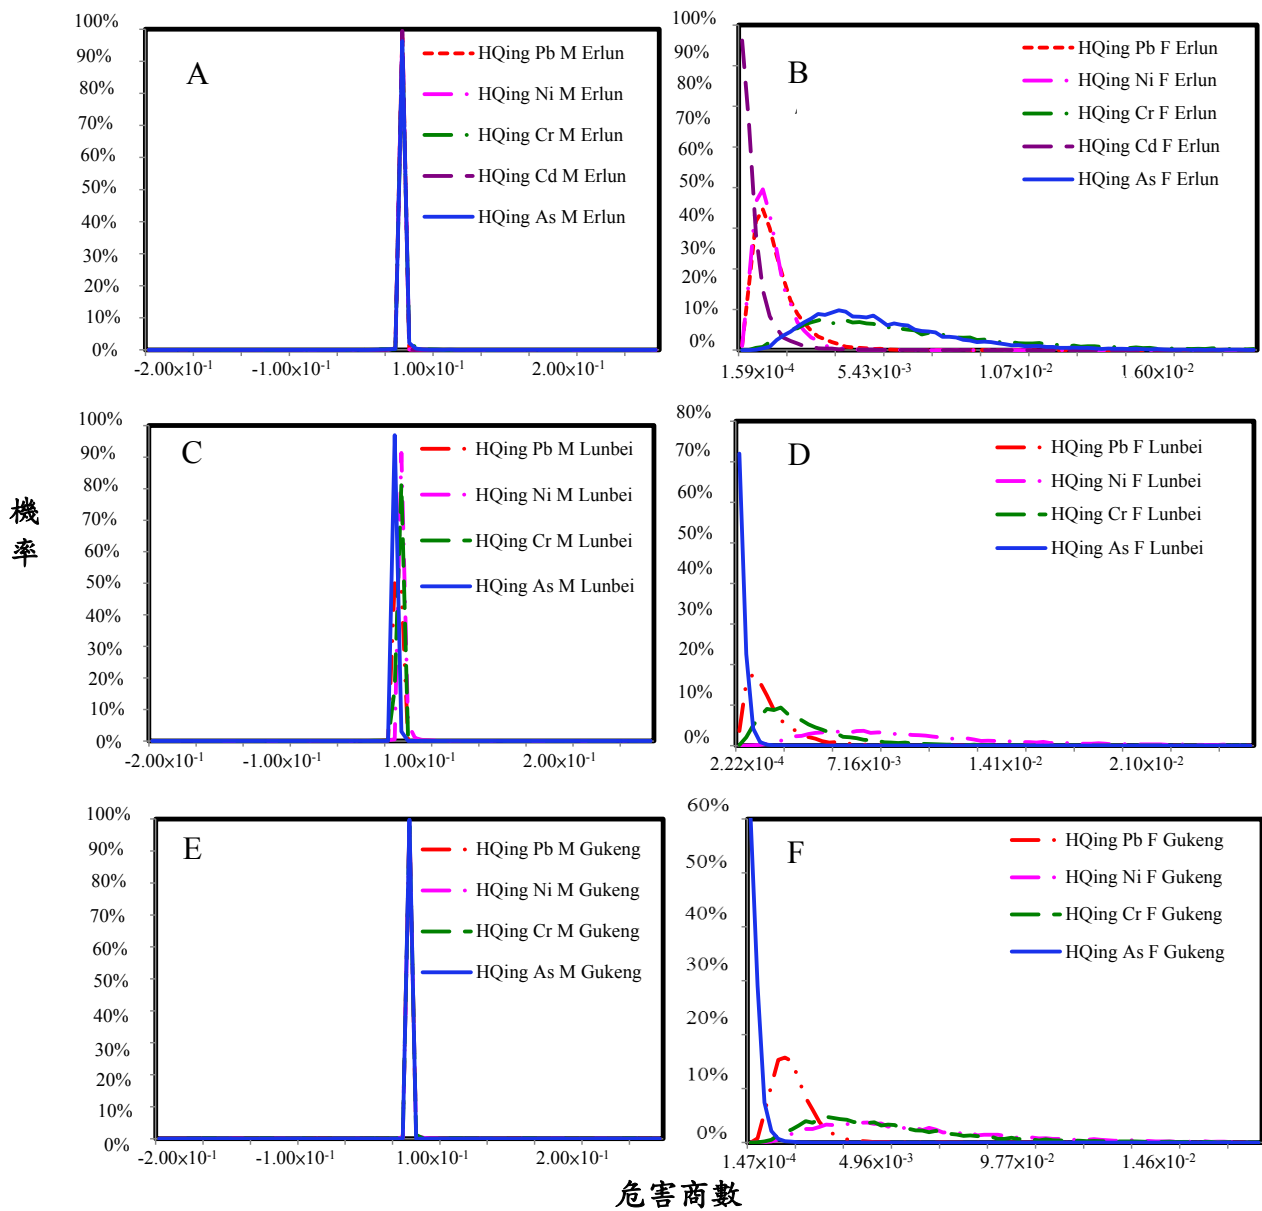 100%
90%
80%
70%
60%
50%
40%
30%
20%
10%
0%
A
HQing Pb M Erlun
HQing Ni M Erlun
HQing Cr M Erlun
HQing Cd M Erlun
HQing As M Erlun
-2.00x10⁻¹ -1.00x10⁻¹ 1.00x10⁻¹ 2.00x10⁻¹
100%
90%
80%
70%
60%
50%
40%
30%
20%
10%
0%
B
HQing Pb F Erlun
HQing Ni F Erlun
HQing Cr F Erlun
HQing Cd F Erlun
HQing As F Erlun
1.59x10⁻⁴ 5.43x10⁻³ 1.07x10⁻² 1.60x10⁻²
機率
100%
90%
80%
70%
60%
50%
40%
30%
20%
10%
0%
C
HQing Pb M Lunbei
HQing Ni M Lunbei
HQing Cr M Lunbei
HQing As M Lunbei
-2.00x10⁻¹ -1.00x10⁻¹ 1.00x10⁻¹ 2.00x10⁻¹
80%
70%
60%
50%
40%
30%
20%
10%
0%
D
HQing Pb F Lunbei
HQing Ni F Lunbei
HQing Cr F Lunbei
HQing As F Lunbei
2.22x10⁻⁴ 7.16x10⁻³ 1.41x10⁻² 2.10x10⁻²
100%
90%
80%
70%
60%
50%
40%
30%
20%
10%
0%
E
HQing Pb M Gukeng
HQing Ni M Gukeng
HQing Cr M Gukeng
HQing As M Gukeng
-2.00x10⁻¹ -1.00x10⁻¹ 1.00x10⁻¹ 2.00x10⁻¹
60%
50%
40%
30%
20%
10%
0%
F
HQing Pb F Gukeng
HQing Ni F Gukeng
HQing Cr F Gukeng
HQing As F Gukeng
1.47x10⁻⁴ 4.96x10⁻³ 9.77x10⁻² 1.46x10⁻²
危害商數